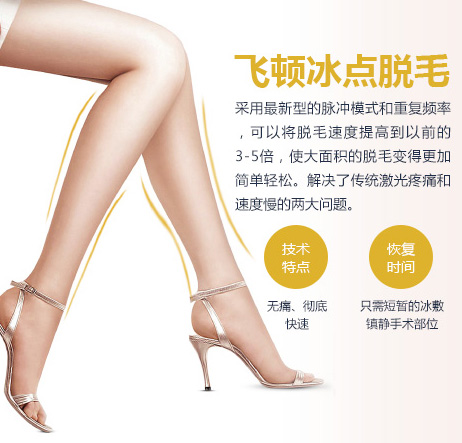 飞顿冰点脱毛
采用最新型的脉冲模式和重复频率
，可以将脱毛速度提高到以前的
3-5倍，使大面积的脱毛变得更加
简单轻松。解决了传统激光疼痛和
速度慢的两大问题。
技术
特点
恢复
时间
无痛、彻底
快速
只需短暂的冰敷
镇静手术部位